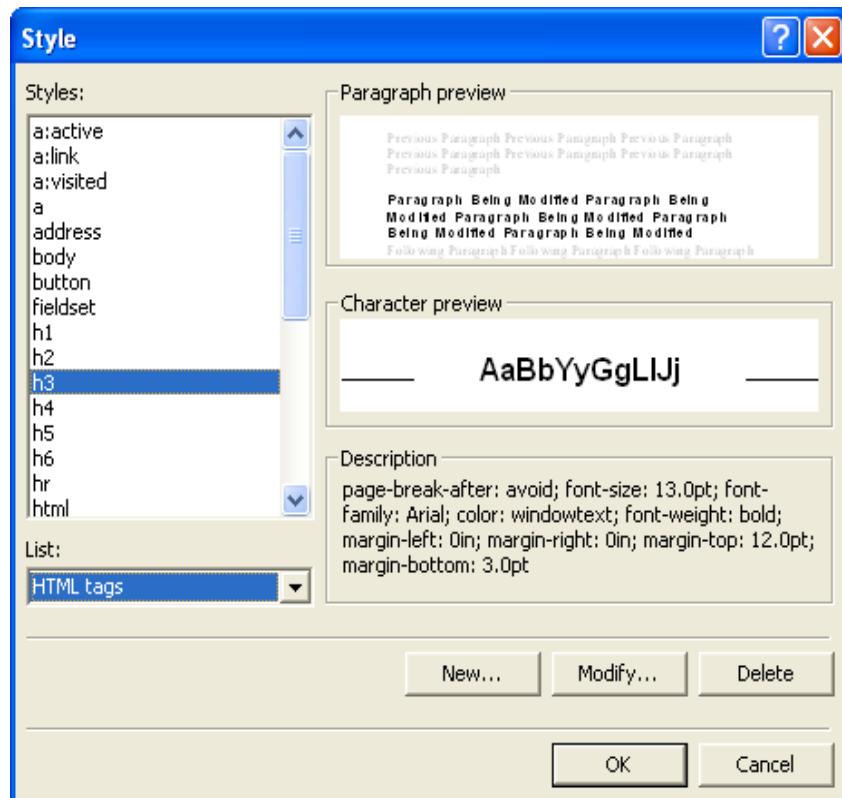 Style
Styles:
a:active
a:link
a:visited
a
address
body
button
fieldset
h1
h2
h3
h4
h5
h6
hr
html
List:
HTML tags
Paragraph preview
Previous Paragraph Previous Paragraph Previous Paragraph
Previous Paragraph Previous Paragraph Previous Paragraph
Previous Paragraph
Paragraph Being Modified Paragraph Being
Modified Paragraph Being Modified Paragraph
Being Modified Paragraph Being Modified
Following Paragraph Following Paragraph Following Paragraph
Character preview
AaBbYyGgLlJj
Description
page-break-after: avoid; font-size: 13.0pt; font-
family: Arial; color: windowtext; font-weight: bold;
margin-left: 0in; margin-right: 0in; margin-top: 12.0pt;
margin-bottom: 3.0pt
New... Modify... Delete
OK Cancel